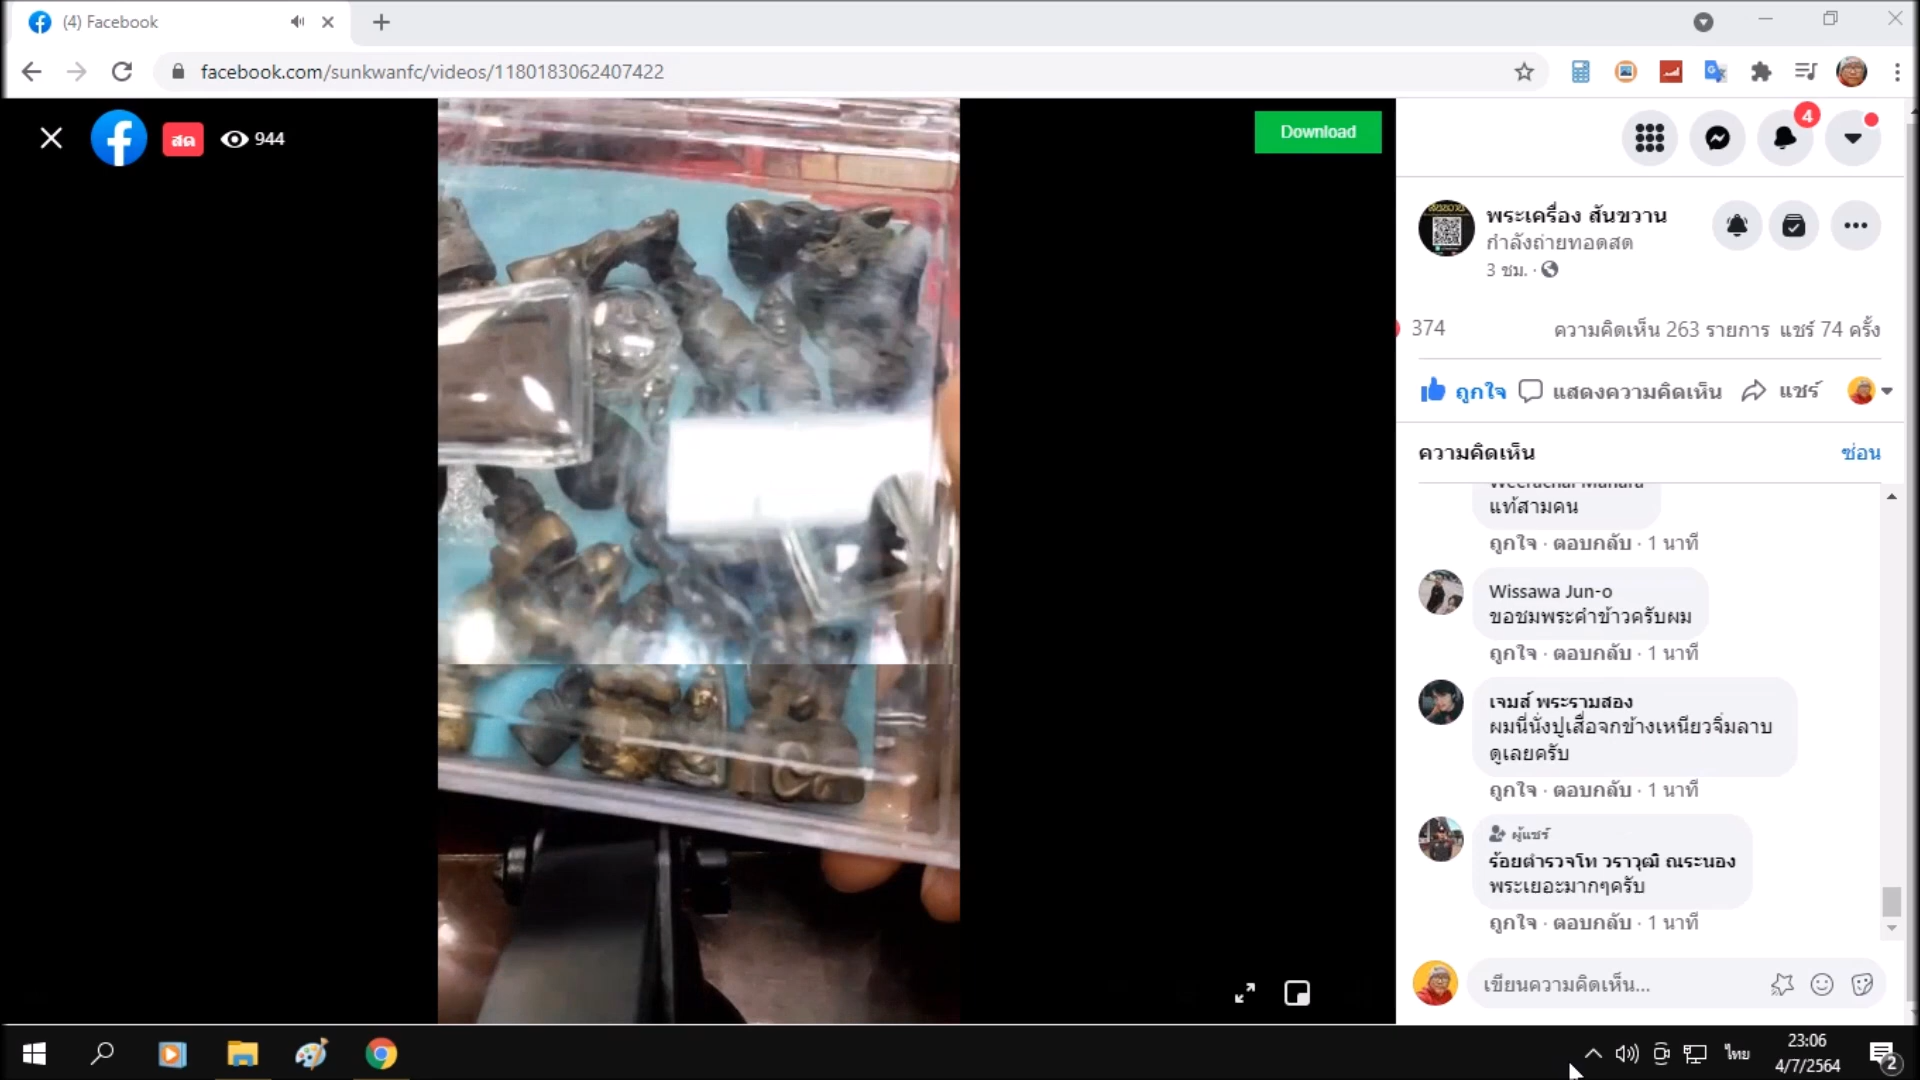 (4) Facebook
facebook.com/sunkwanfc/videos/1180183062407422
สด
944
Download
4
พระเครื่อง สันขวาน
กำลังถ่ายทอดสด
3 ชม. ·
374
ความคิดเห็น 263 รายการ แชร์ 74 ครั้ง
ถูกใจ
แสดงความคิดเห็น
แชร์
ความคิดเห็น
ซ่อน
แท้สามคน
ถูกใจ · ตอบกลับ · 1 นาที
Wissawa Jun-o
ขอชมพระคำข้าวครับผม
ถูกใจ · ตอบกลับ · 1 นาที
เจมส์ พระรามสอง
ผมนี่นั่งปูเสื่อจกข้างเหนียวจิ่มลาบ
ดูเลยครับ
ถูกใจ · ตอบกลับ · 1 นาที
ผู้แชร์
ร้อยตำรวจโท วราวุฒิ ณระนอง
พระเยอะมากๆครับ
ถูกใจ · ตอบกลับ · 1 นาที
เขียนความคิดเห็น...
ไทย
23:06
4/7/2564
2